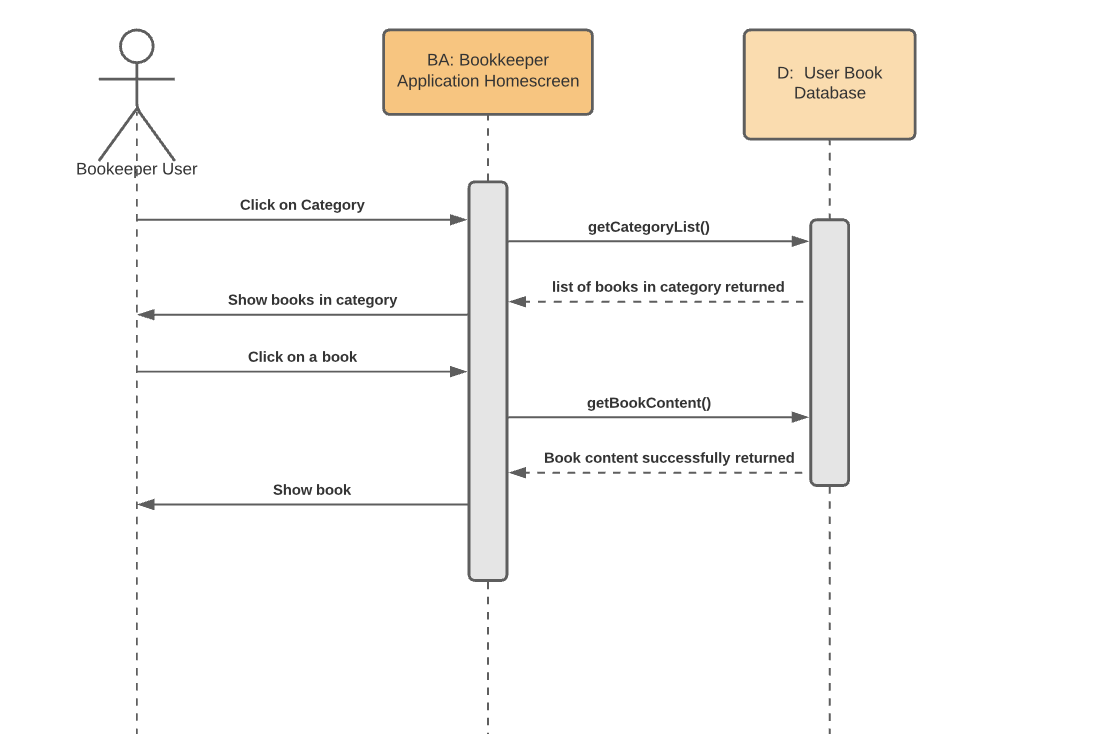 BA: Bookkeeper
Application Homescreen
D: User Book
Database
Bookeeper User
Click on Category
getCategoryList()
list of books in category returned
Show books in category
Click on a book
getBookContent()
Book content successfully returned
Show book